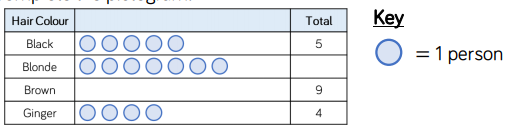 Hair Colour Total
Black 5
Blonde
Brown 9
Ginger 4
Key
= 1 person